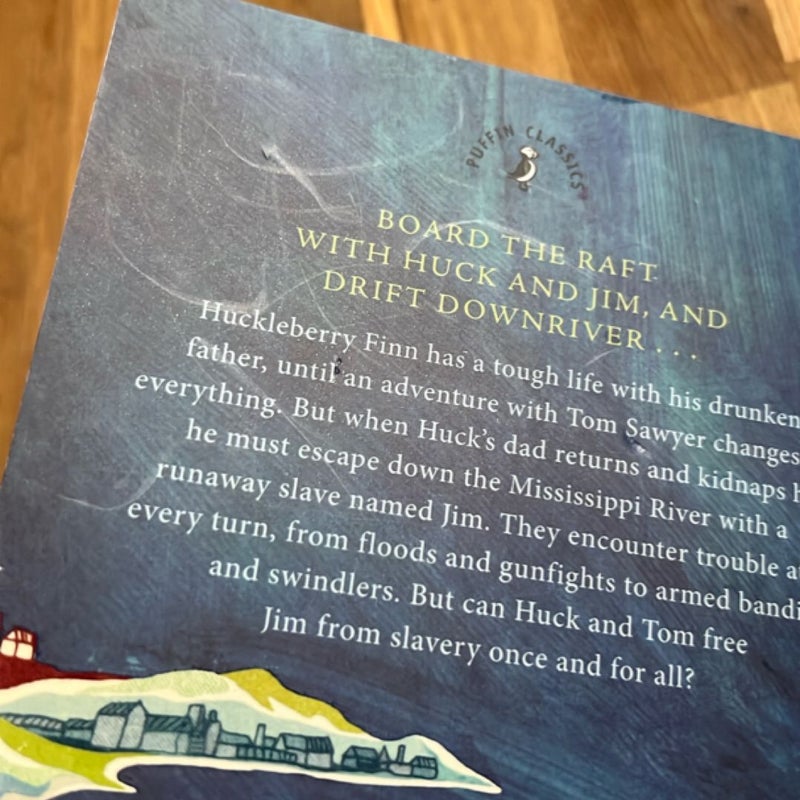 PUFFIN CLASSICS
BOARD THE RAFT
WITH HUCK AND JIM, AND
DRIFT DOWNRIVER . . .
Huckleberry Finn has a tough life with his drunken
father, until an adventure with Tom Sawyer changes
everything. But when Huck's dad returns and kidnaps
he must escape down the Mississippi River with a
runaway slave named Jim. They encounter trouble
every turn, from floods and gunfights to armed
and swindlers. But can Huck and Tom free
Jim from slavery once and for all?